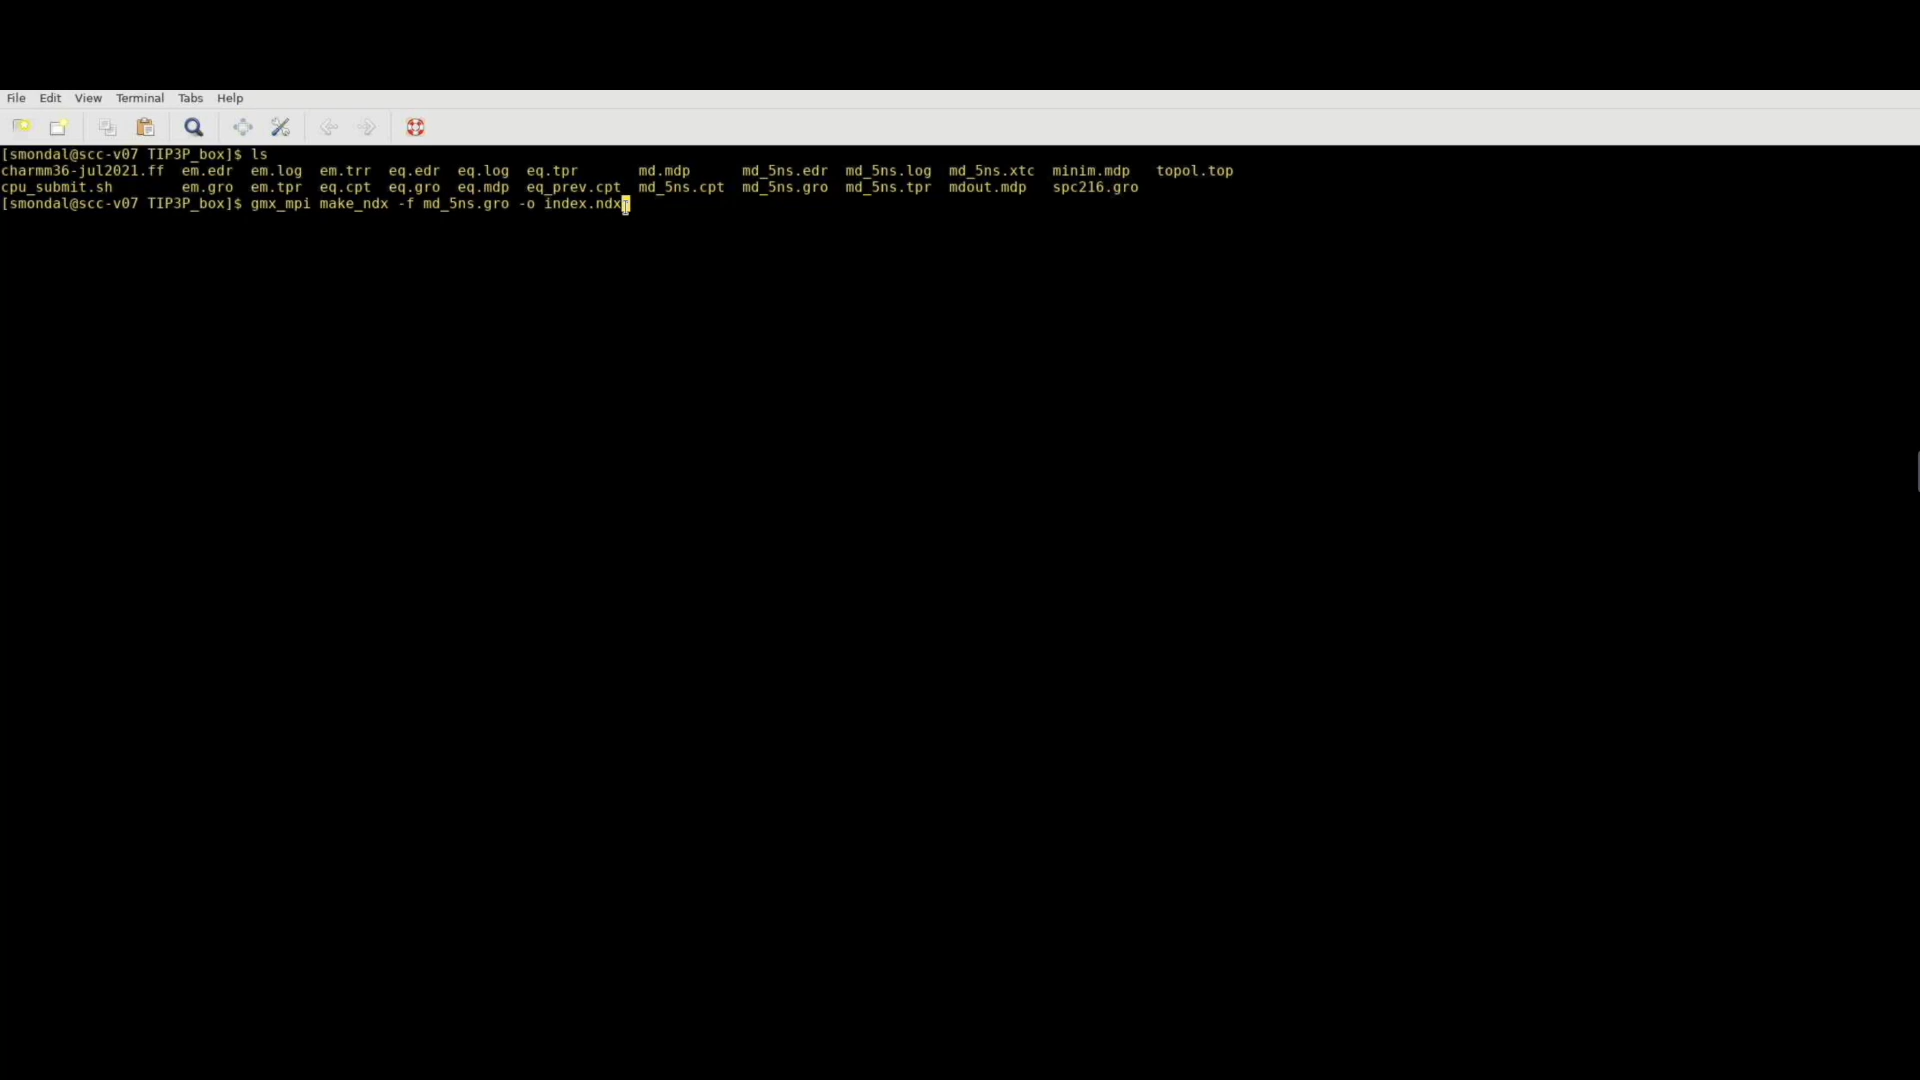 File Edit View Terminal Tabs Help
[smondal@scc-v07 TIP3P_box]$ ls
charmm36-jul2021.ff  em.edr  em.log  em.trr  eq.edr  eq.log  eq.tpr       md.mdp      md_5ns.edr  md_5ns.log  md_5ns.xtc  minim.mdp   topol.top
cpu_submit.sh        em.gro  em.tpr  eq.cpt  eq.gro  eq.mdp  eq_prev.cpt  md_5ns.cpt  md_5ns.gro  md_5ns.tpr  mdout.mdp   spc216.gro
[smondal@scc-v07 TIP3P_box]$ gmx_mpi make_ndx -f md_5ns.gro -o index.ndx